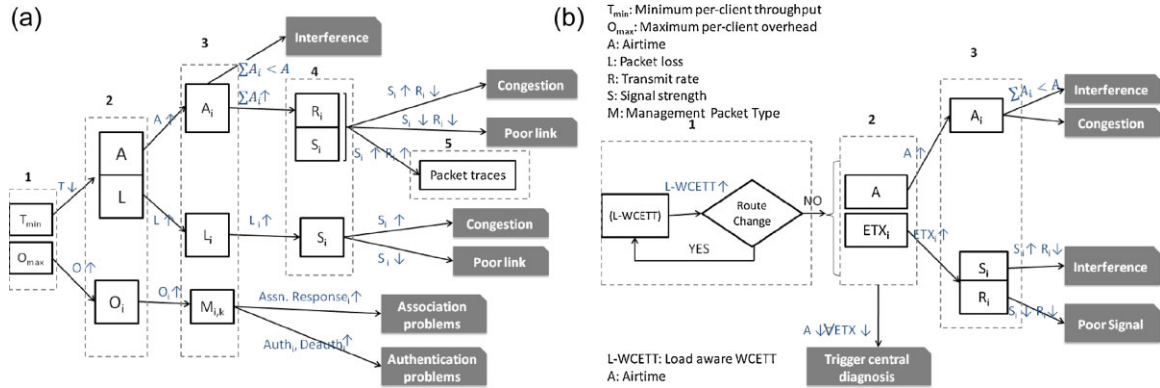 (a)
Interference
3
∑Aᵢ < A
4
Aᵢ
∑Aᵢ↑
Rᵢ
Sᵢ
Sᵢ ↑ Rᵢ ↓
Congestion
Sᵢ ↓ Rᵢ ↓
Poor link
Sᵢ ↑ Rᵢ ↑
5
Packet traces
2
A ↑
A
L
1
T ↓
Tmin
Omax
L ↑
Lᵢ
Lᵢ ↑
Sᵢ
Sᵢ ↑
Congestion
Sᵢ ↓
Poor link
O ↑
Oᵢ
Oᵢ↑
Mi,k
Assn. Responseᵢ↑
Association
problems
Authᵢ, Deauthᵢ↑
Authentication
problems
(b)
Tmin: Minimum per-client throughput
Omax: Maximum per-client overhead
A: Airtime
L: Packet loss
R: Transmit rate
S: Signal strength
M: Management Packet Type
1
(L-WCETT)
L-WCETT↑
Route
Change
YES
NO
2
A
ETXᵢ
A ↑
ETXᵢ↑
3
Aᵢ
∑Aᵢ < A
Interference
Congestion
Sᵢ
Rᵢ
Sᵢ ↑ Rᵢ ↓
Interference
Sᵢ ↓ Rᵢ ↓
Poor Signal
A ↓∀ETX ↓
Trigger central
diagnosis
L-WCETT: Load aware WCETT
A: Airtime